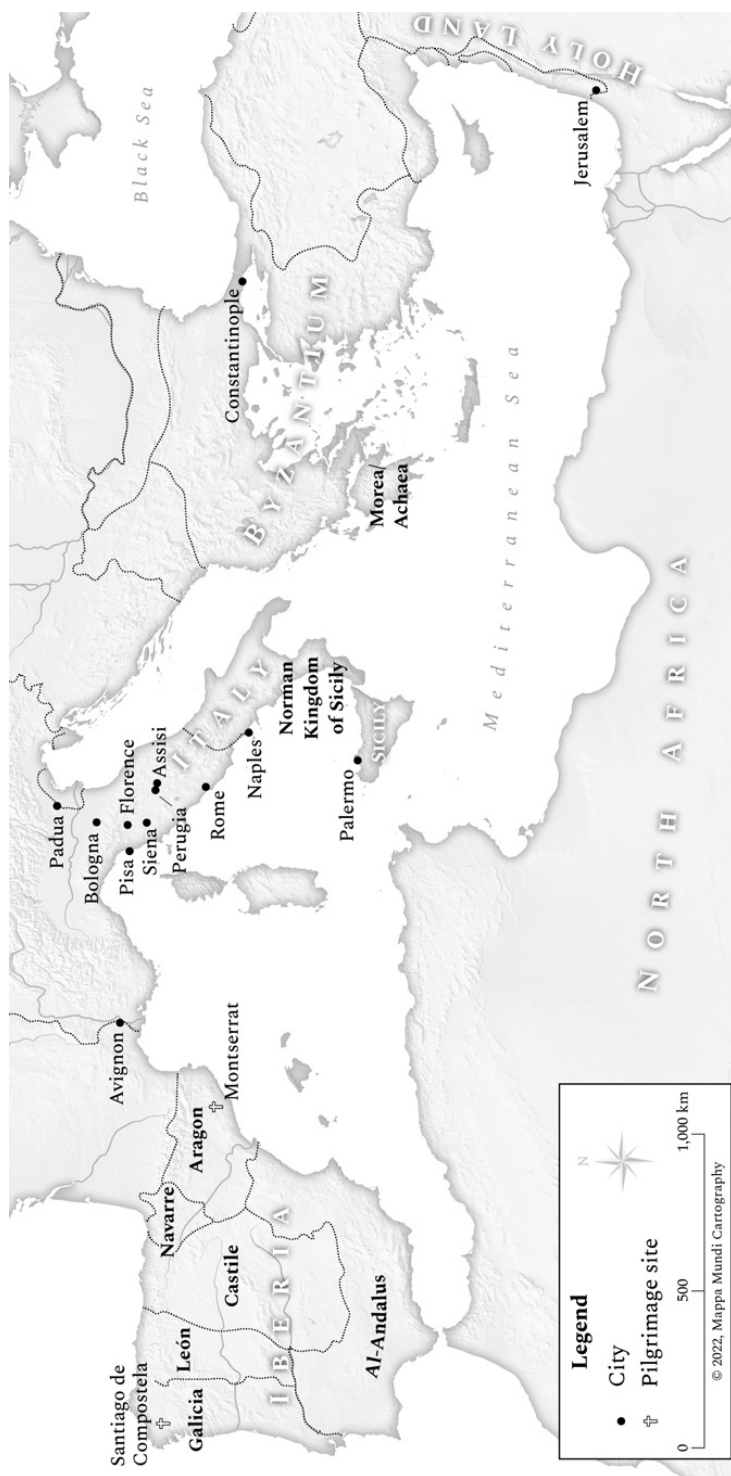 Santiago de
Compostela
Galicia
León
Castile
Navarre
Aragon
Montserrat
IBERIA
Al-Andalus
Avignon
Padua
Bologna
Pisa
Florence
Siena
Assisi
Perugia
Rome
Naples
ITALY
Norman
Kingdom
of Sicily
Palermo
SICILY
Black Sea
Constantinople
BYZANTIUM
Morea/
Achaea
Mediterranean Sea
HOLY LAND
Jerusalem
NORTH AFRICA
Legend
City
Pilgrimage site
N
0
500
1,000 km
© 2022, Mappa Mundi Cartography